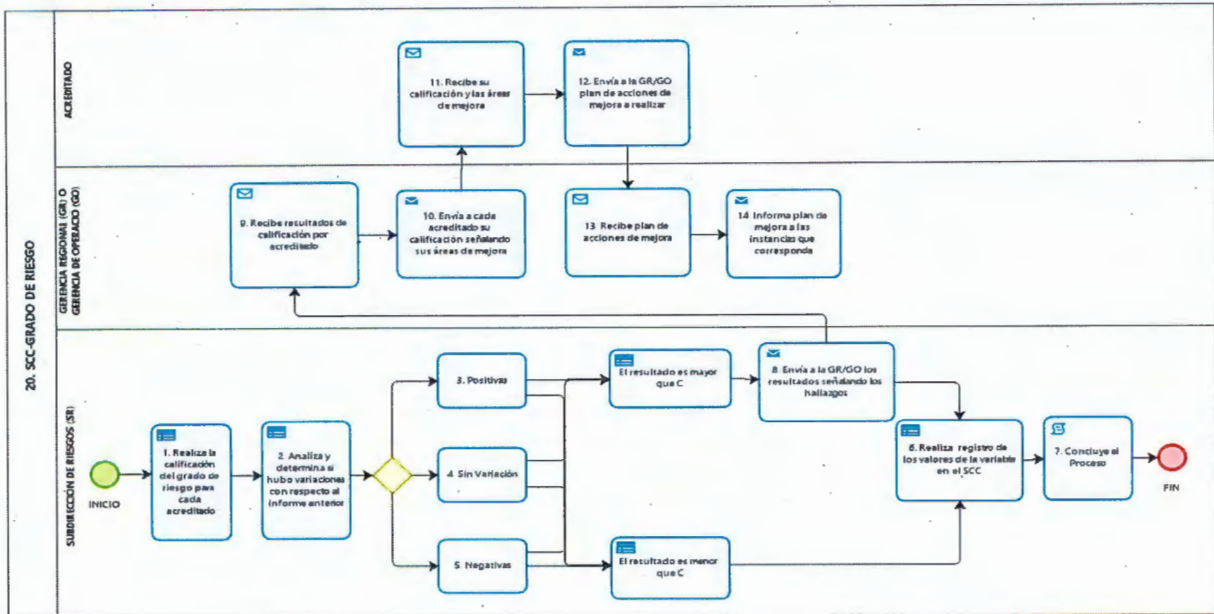 20. SCC-GRADO DE RIESGO
ACREDITADO
11. Recibe su
calificación y las áreas
de mejora
12. Envía a la GR/GO
plan de acciones de
mejora a realizar
GERENCIA REGIONAL (GR) O
GERENCIA DE OPERACIO (GO)
9. Recibe resultados de
calificación por
acreditado
10. Envía a cada
acreditado su
calificación señalando
sus áreas de mejora
13. Recibe plan de
acciones de mejora
14. Informa plan de
mejora a las
instancias que
corresponda
SUBDIRECCIÓN DE RIESGOS (SR)
INICIO
1. Realiza la
calificación
del grado de
riesgo para
cada
acreditado
2. Analiza y
determina si
hubo variaciones
con respecto al
informe anterior
3. Positivas
4. Sin Variación
5. Negativas
El resultado es mayor
que C
El resultado es menor
que C
8. Envía a la GR/GO los
resultados señalando los
hallazgos
6. Realiza registro de
los valores de la variable
en el SCC
7. Concluye el
Proceso
FIN